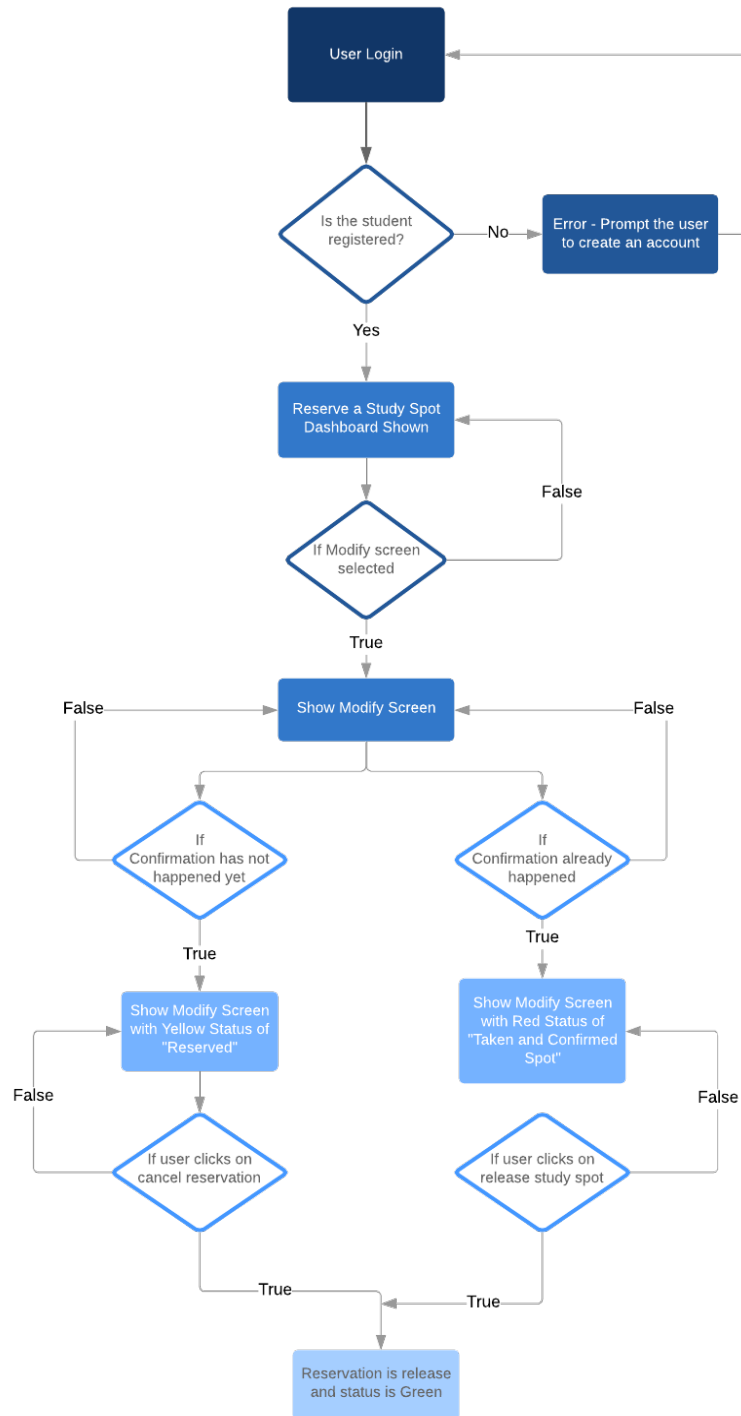 User Login
Is the student
registered?
No
Error - Prompt the user
to create an account
Yes
Reserve a Study Spot
Dashboard Shown
False
If Modify screen
selected
True
False
Show Modify Screen
False
If
Confirmation has not
happened yet
If
Confirmation already
happened
True
True
Show Modify Screen
with Yellow Status of
"Reserved"
Show Modify Screen
with Red Status of
"Taken and Confirmed
Spot"
False
False
If user clicks on
cancel reservation
If user clicks on
release study spot
True
True
Reservation is release
and status is Green